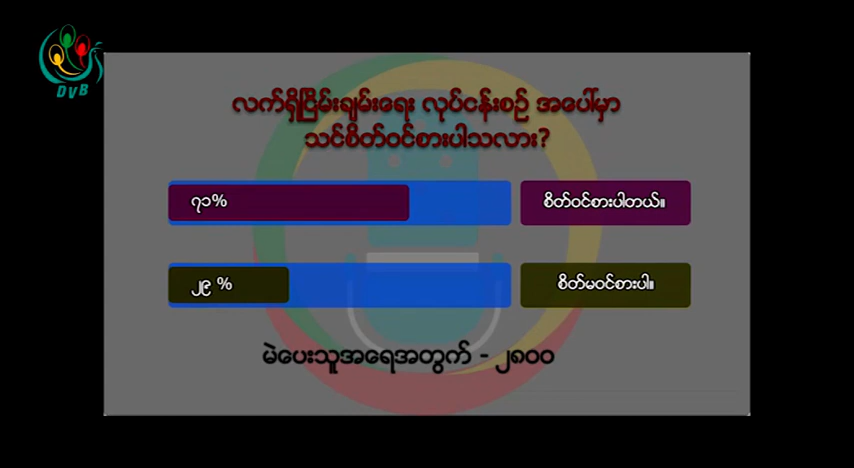 DVB
လက်ရှိငြိမ်းချမ်းရေး လုပ်ငန်းစဉ် အပေါ်မှာ
သင်စိတ်ဝင်စားပါသလား?
၇၁%
စိတ်ဝင်စားပါတယ်။
၂၉ %
စိတ်မဝင်စားပါ။
မဲပေးသူအရေအတွက် - ၂၈၀၀